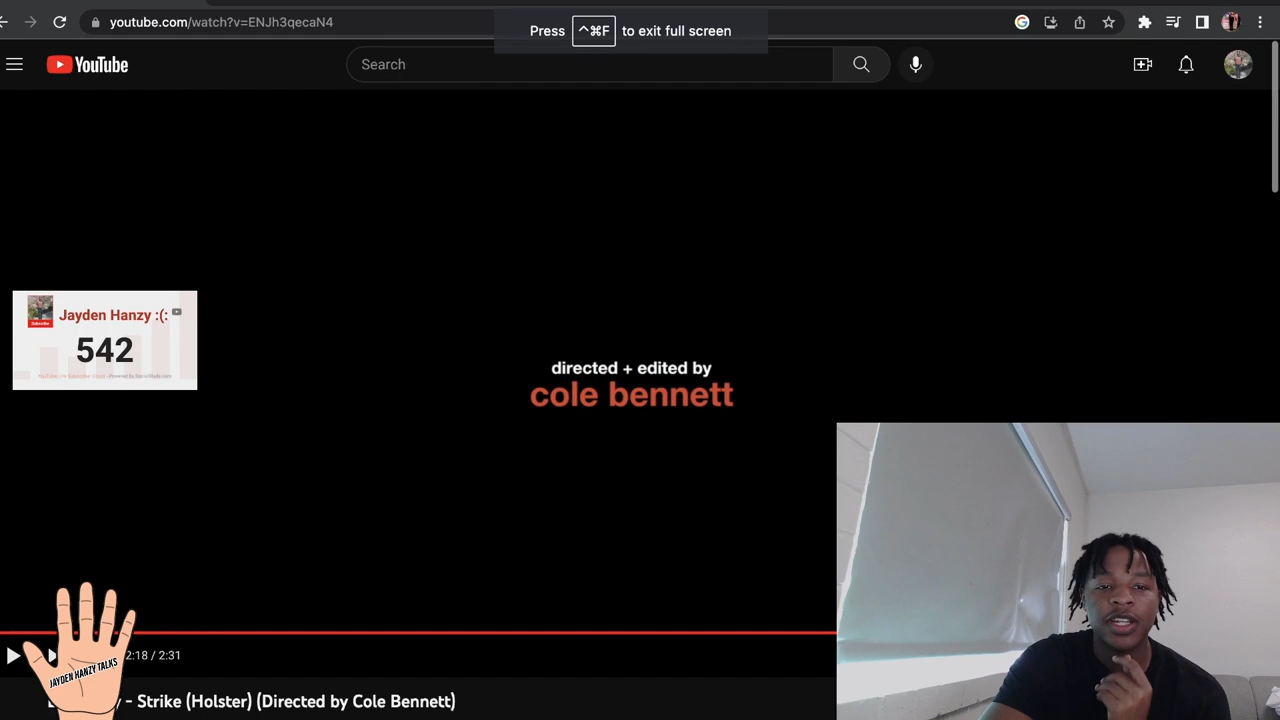 youtube.com/watch?v=ENJh3qecaN4
Press ^⌘F to exit full screen
YouTube
Search
Jayden Hanzy :(:
Subscribe
542
directed + edited by
cole bennett
2:18 / 2:31
JAYDEN HANZY TALKS
- Strike (Holster) (Directed by Cole Bennett)